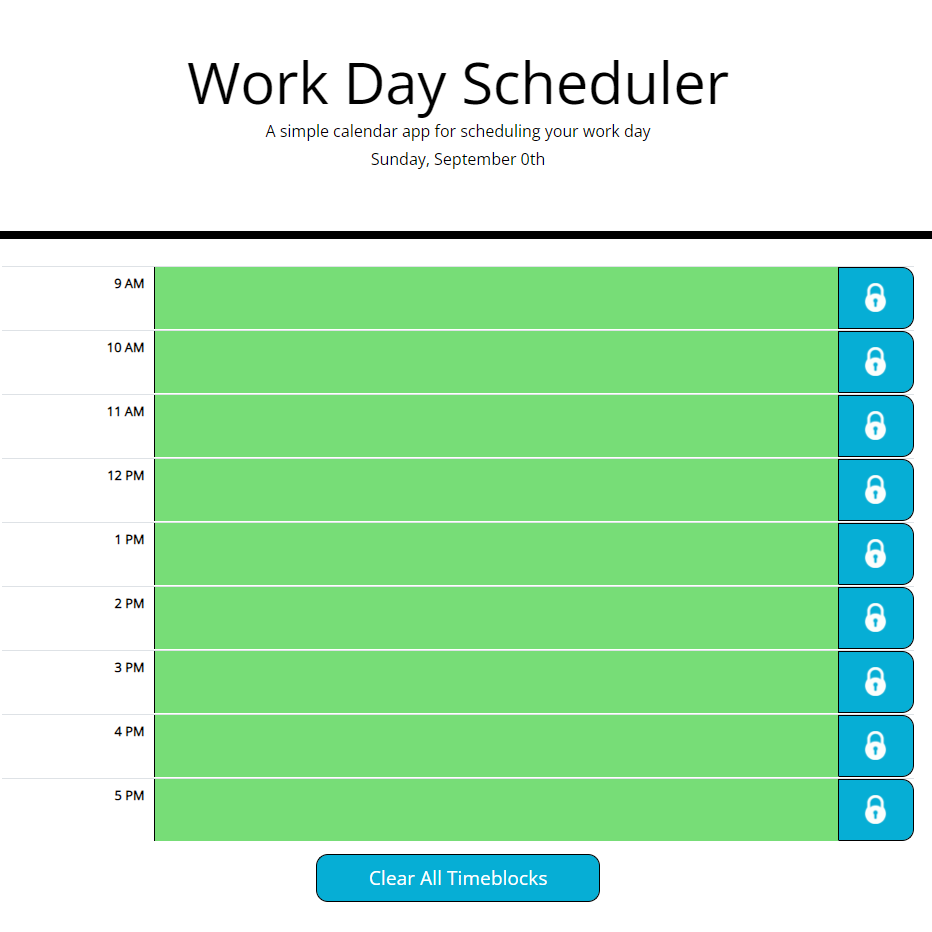 Work Day Scheduler
A simple calendar app for scheduling your work day
Sunday, September 0th
9 AM
10 AM
11 AM
12 PM
1 PM
2 PM
3 PM
4 PM
5 PM
Clear All Timeblocks